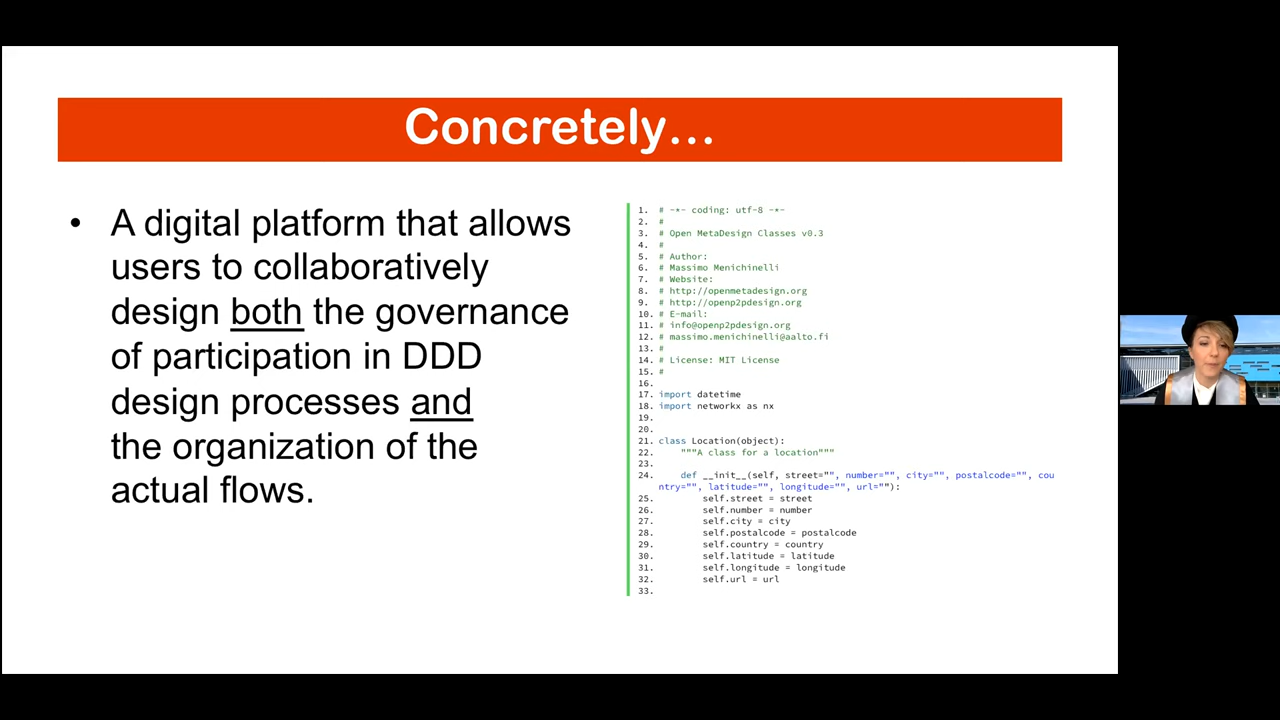 Concretely...
• A digital platform that allows
users to collaboratively
design both the governance
of participation in DDD
design processes and
the organization of the
actual flows.
1. # -*- coding: utf-8 -*-
2. #
3. # Open MetaDesign Classes v0.3
4. #
5. # Author:
6. # Massimo Menichinelli
7. # Website:
8. # http://openmetadesign.org
9. # http://openp2pdesign.org
10. # E-mail:
11. # info@openp2pdesign.org
12. # massimo.menichinelli@aalto.fi
13. #
14. # License: MIT License
15. #
16.
17. import datetime
18. import networkx as nx
19.
20.
21. class Location(object):
22. """A class for a location"""
23.
24. def __init__(self, street="", number="", city="", postalcode="", cou
ntry="", latitude="", longitude="", url=""):
25. self.street = street
26. self.number = number
27. self.city = city
28. self.postalcode = postalcode
29. self.country = country
30. self.latitude = latitude
31. self.longitude = longitude
32. self.url = url
33.